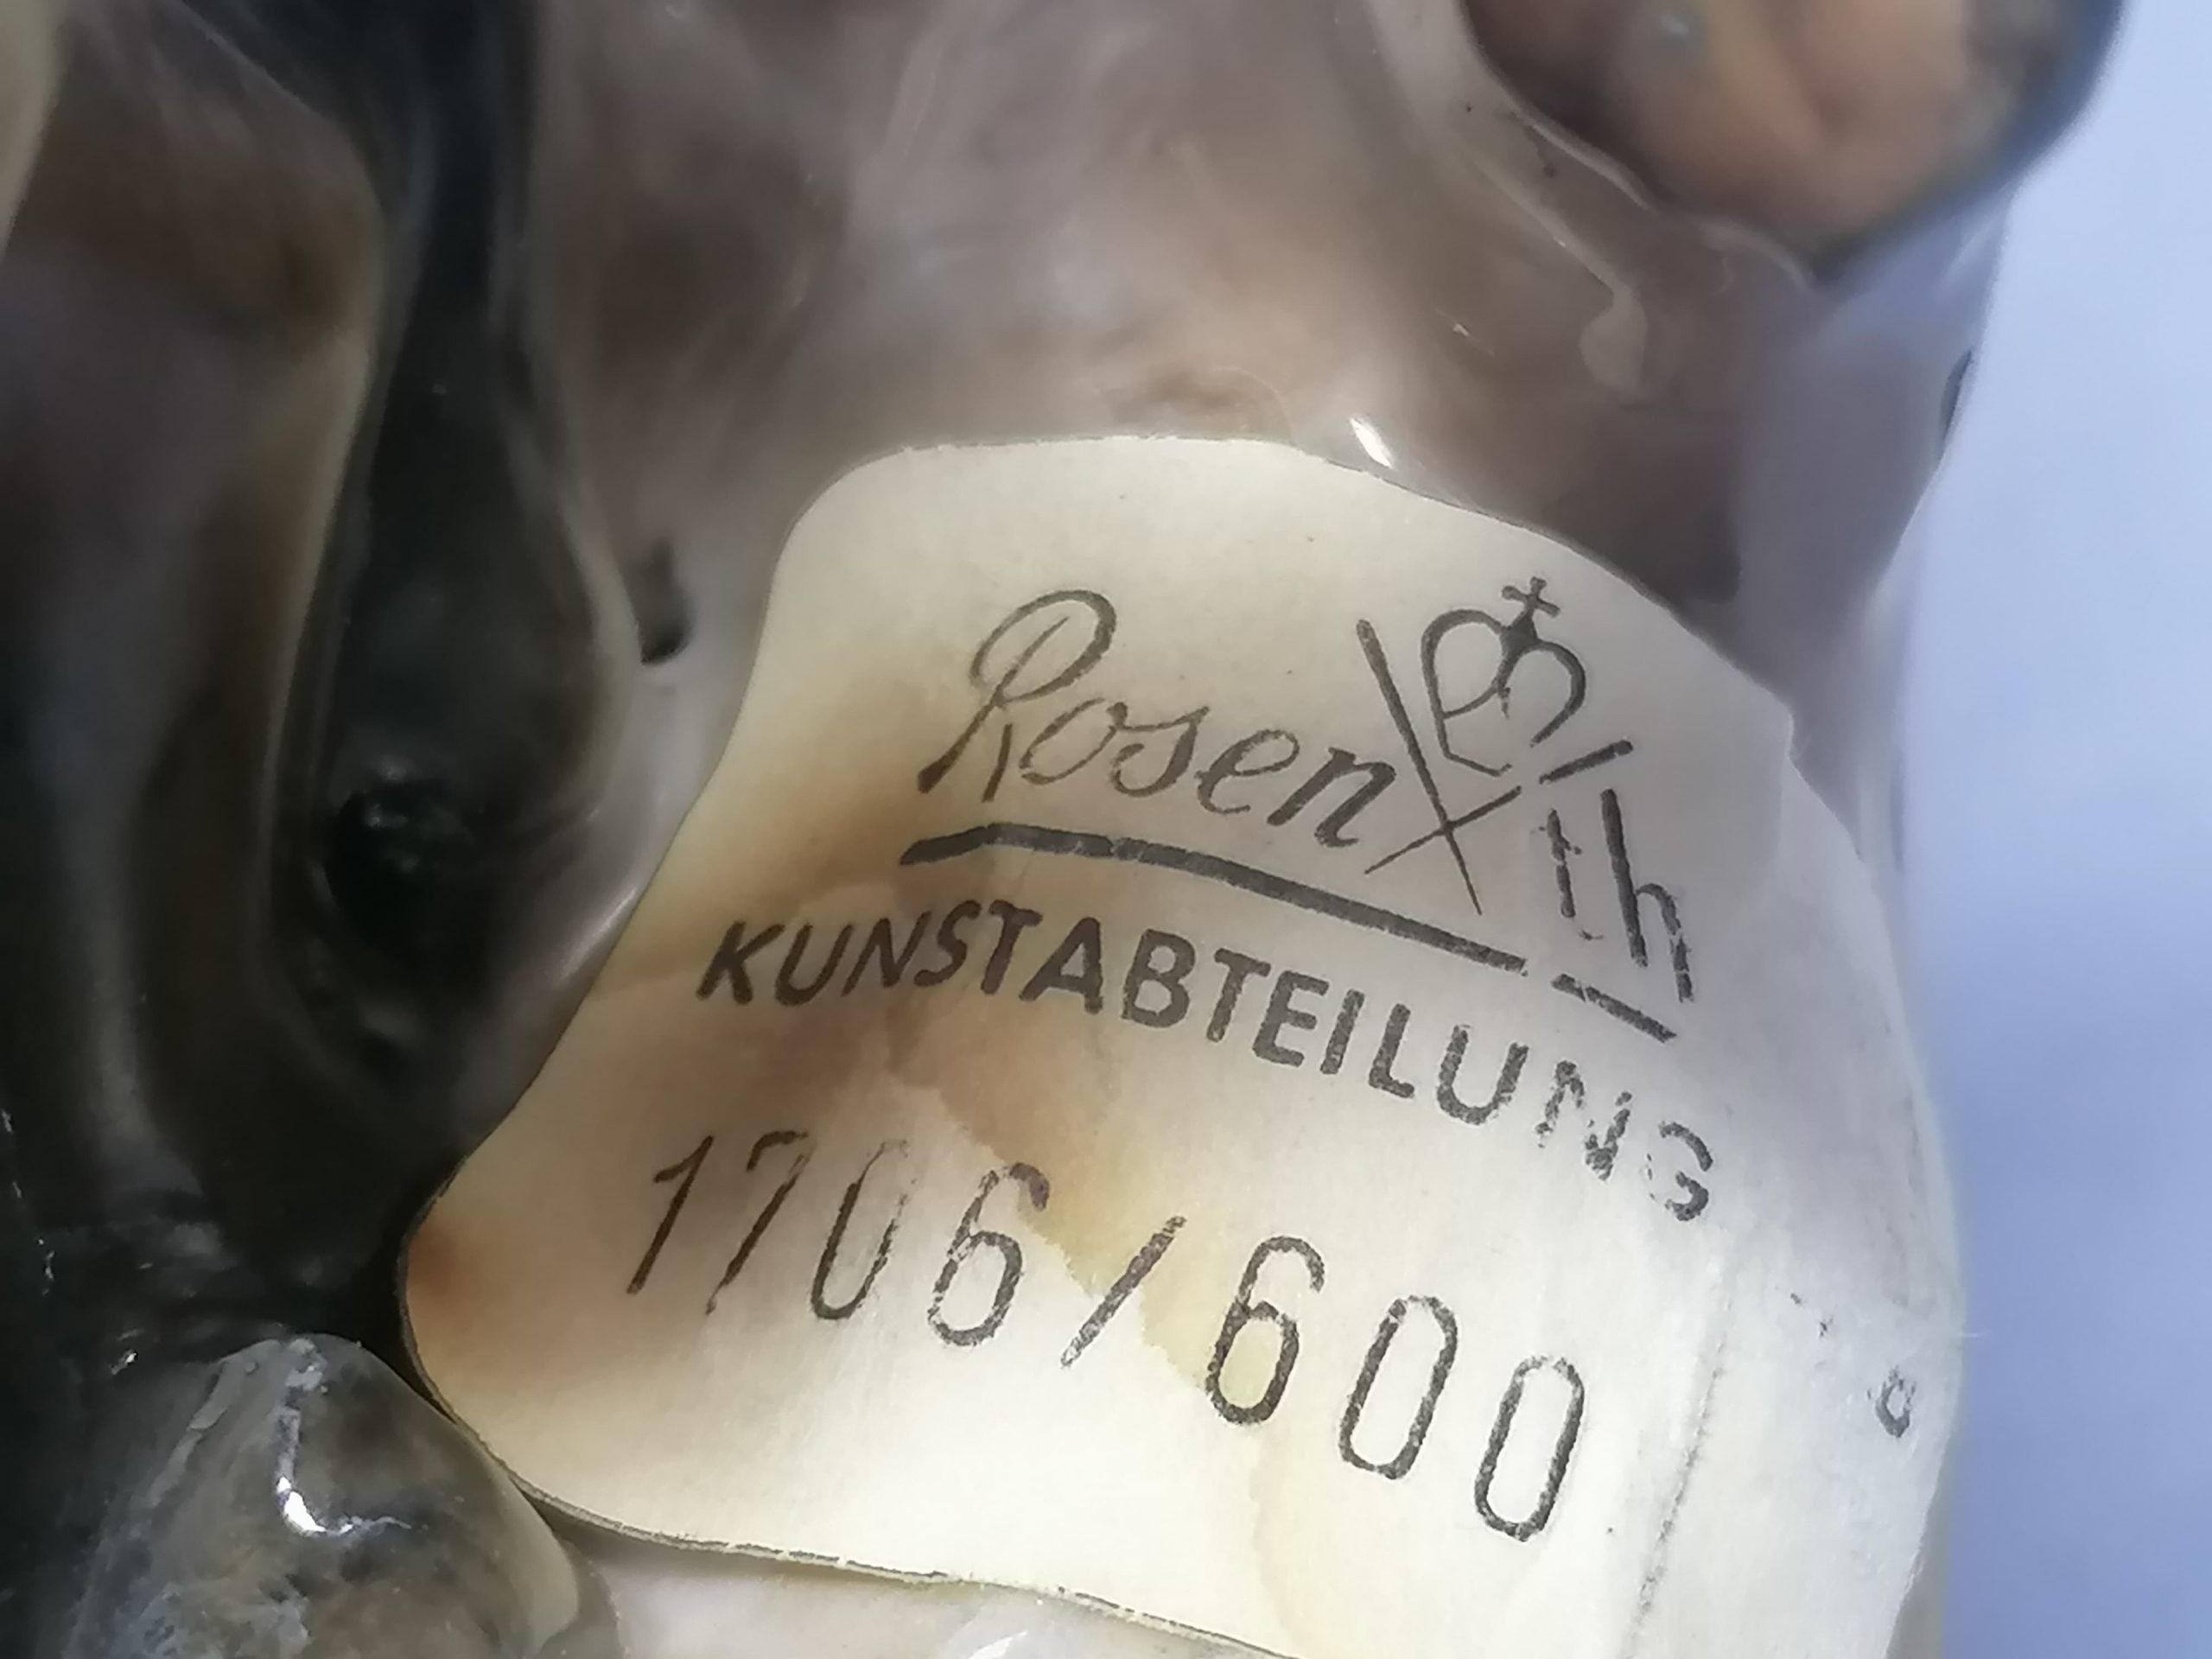 Rosenthal
KUNSTABTEILUNG
1706/600